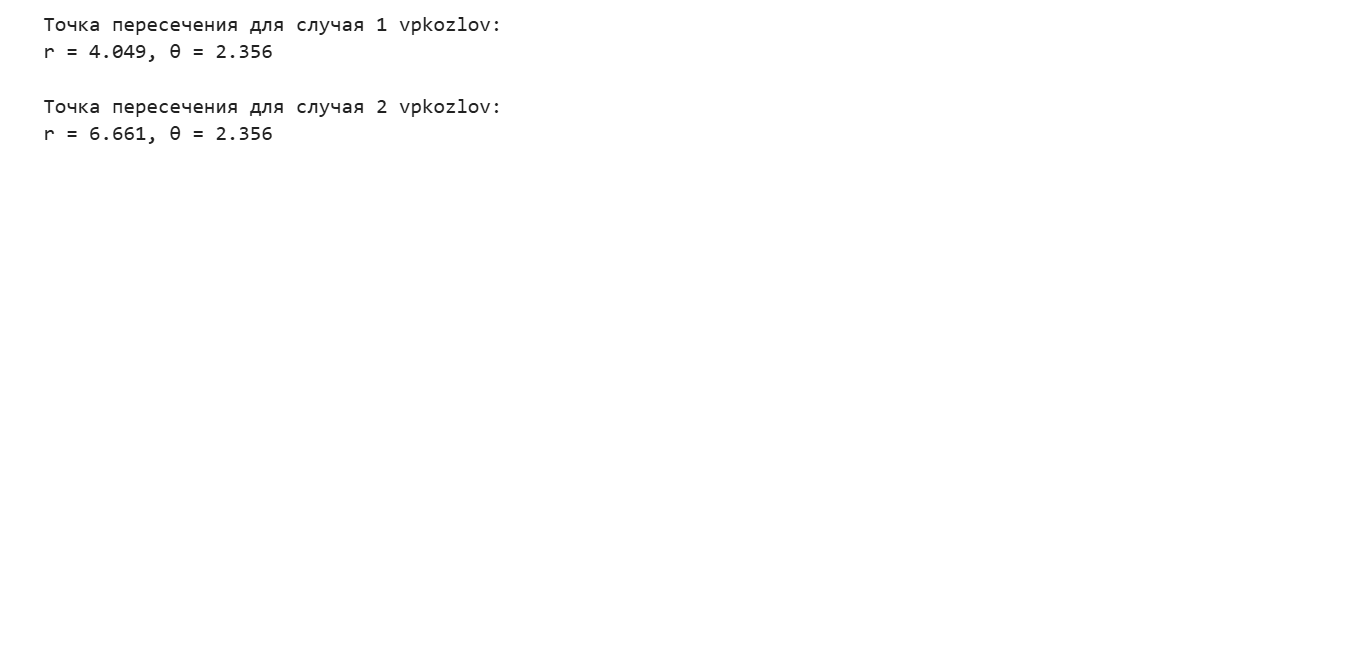 Точка пересечения для случая 1 vpkozlov:
r = 4.049, θ = 2.356
Точка пересечения для случая 2 vpkozlov:
r = 6.661, θ = 2.356